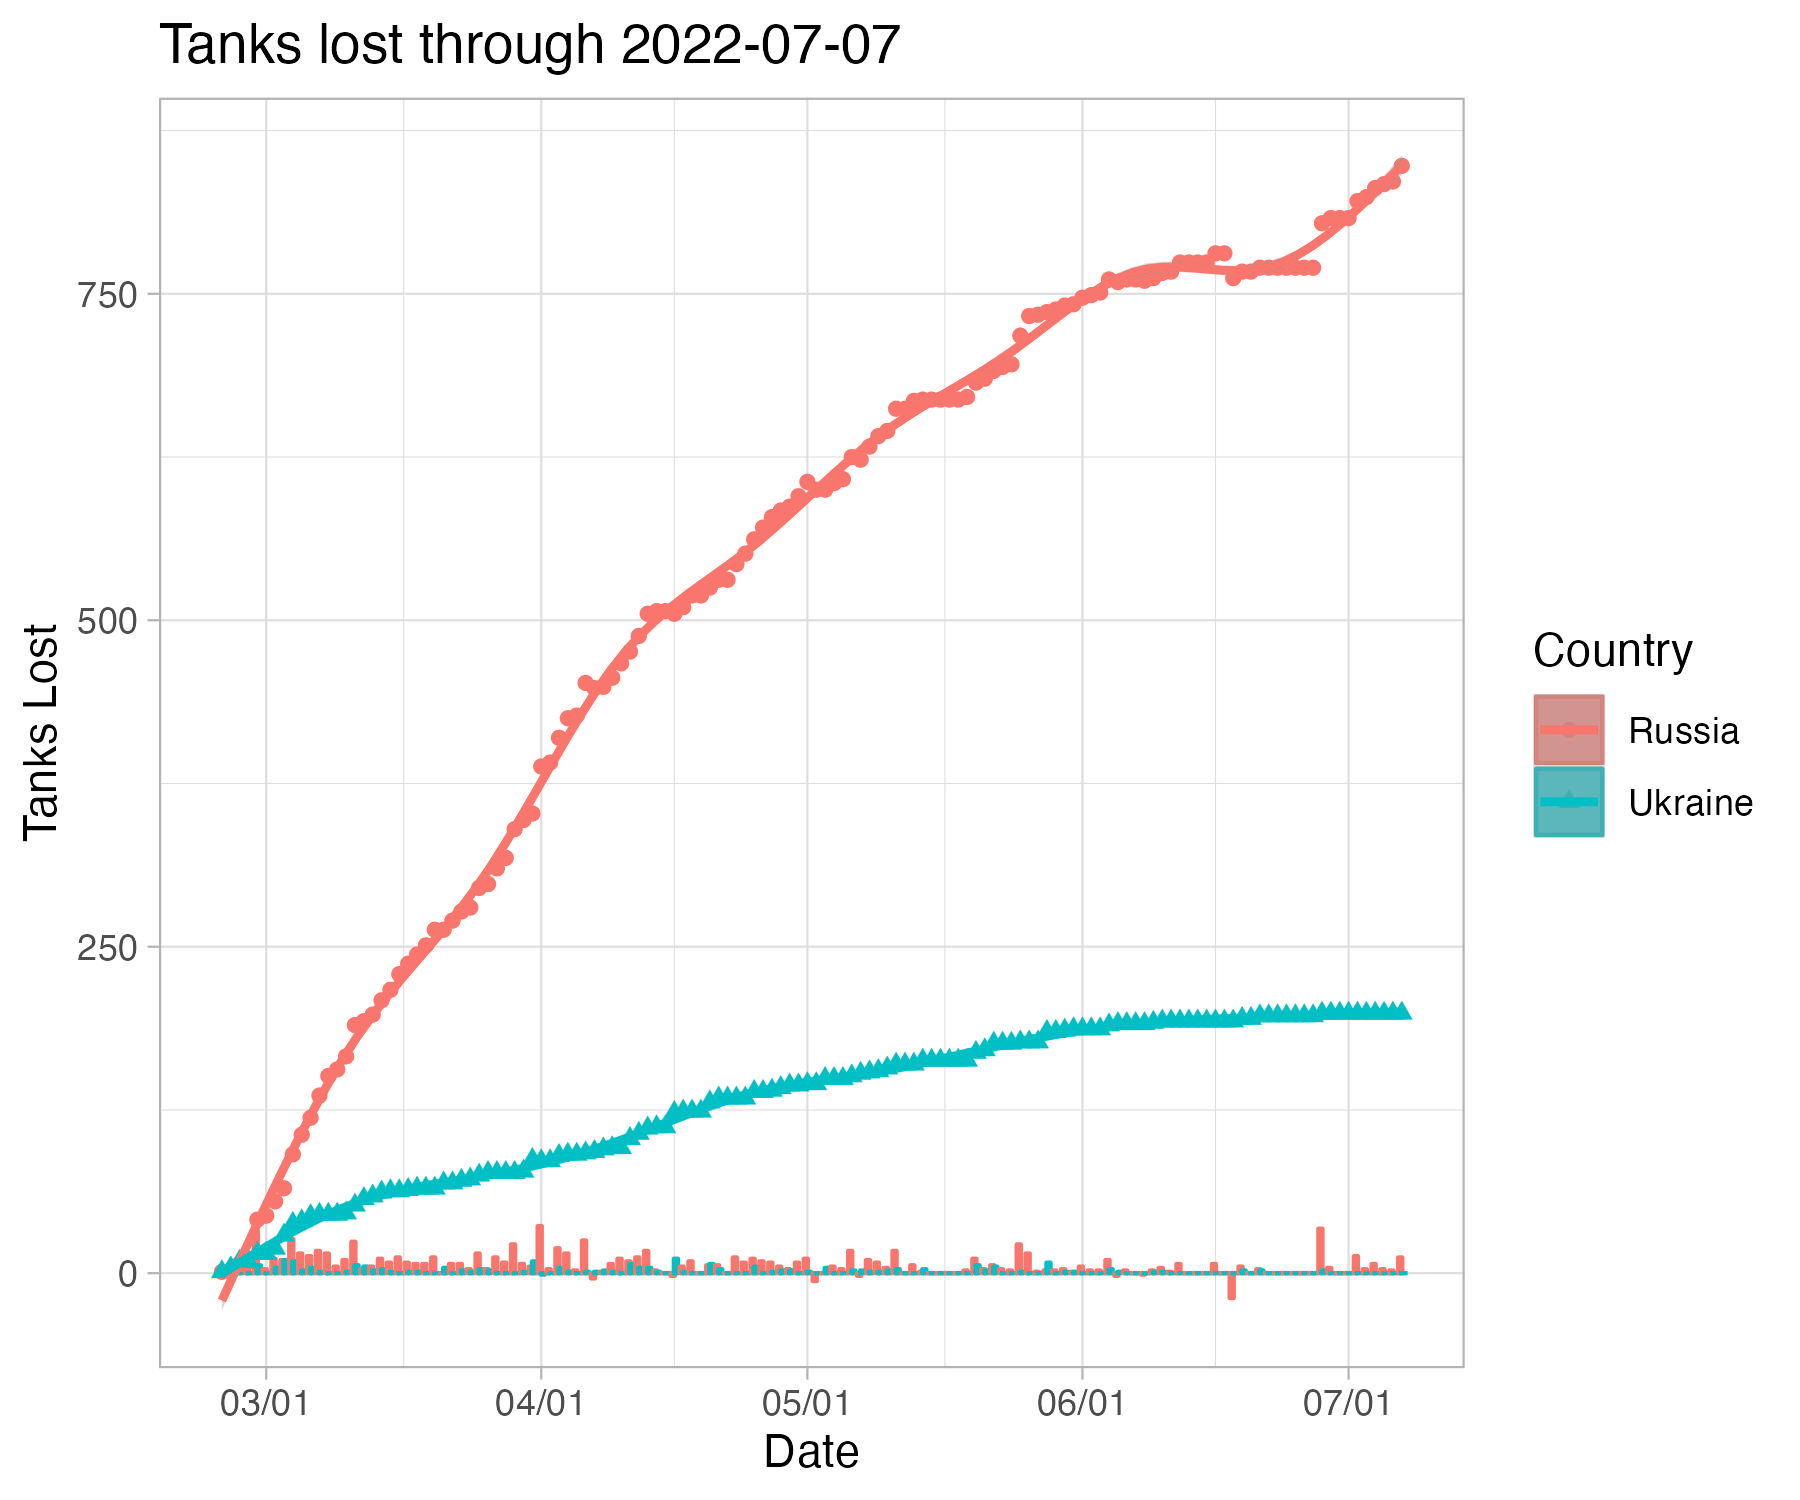 Tanks lost through 2022-07-07
Tanks Lost
750
500
250
0
03/01 04/01 05/01 06/01 07/01
Date
Country
Russia
Ukraine